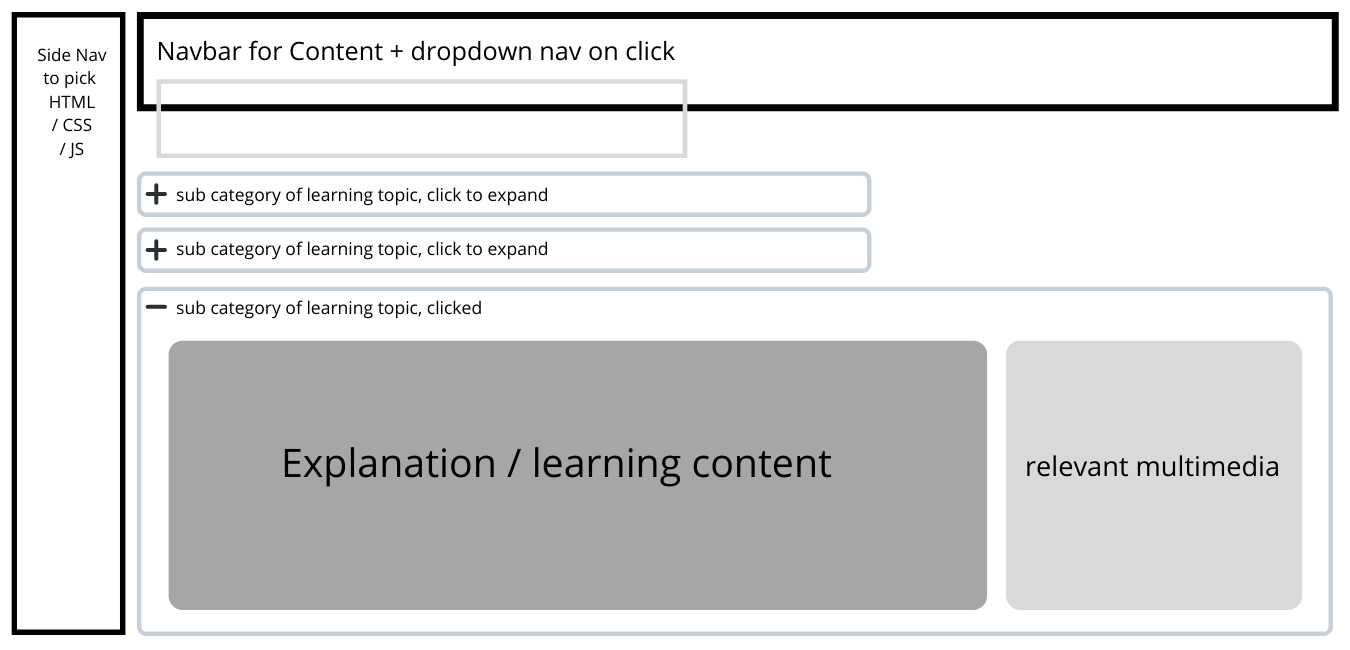 Side Nav
to pick
HTML
/ CSS
/ JS
Navbar for Content + dropdown nav on click
sub category of learning topic, click to expand
sub category of learning topic, click to expand
sub category of learning topic, clicked
Explanation / learning content
relevant multimedia